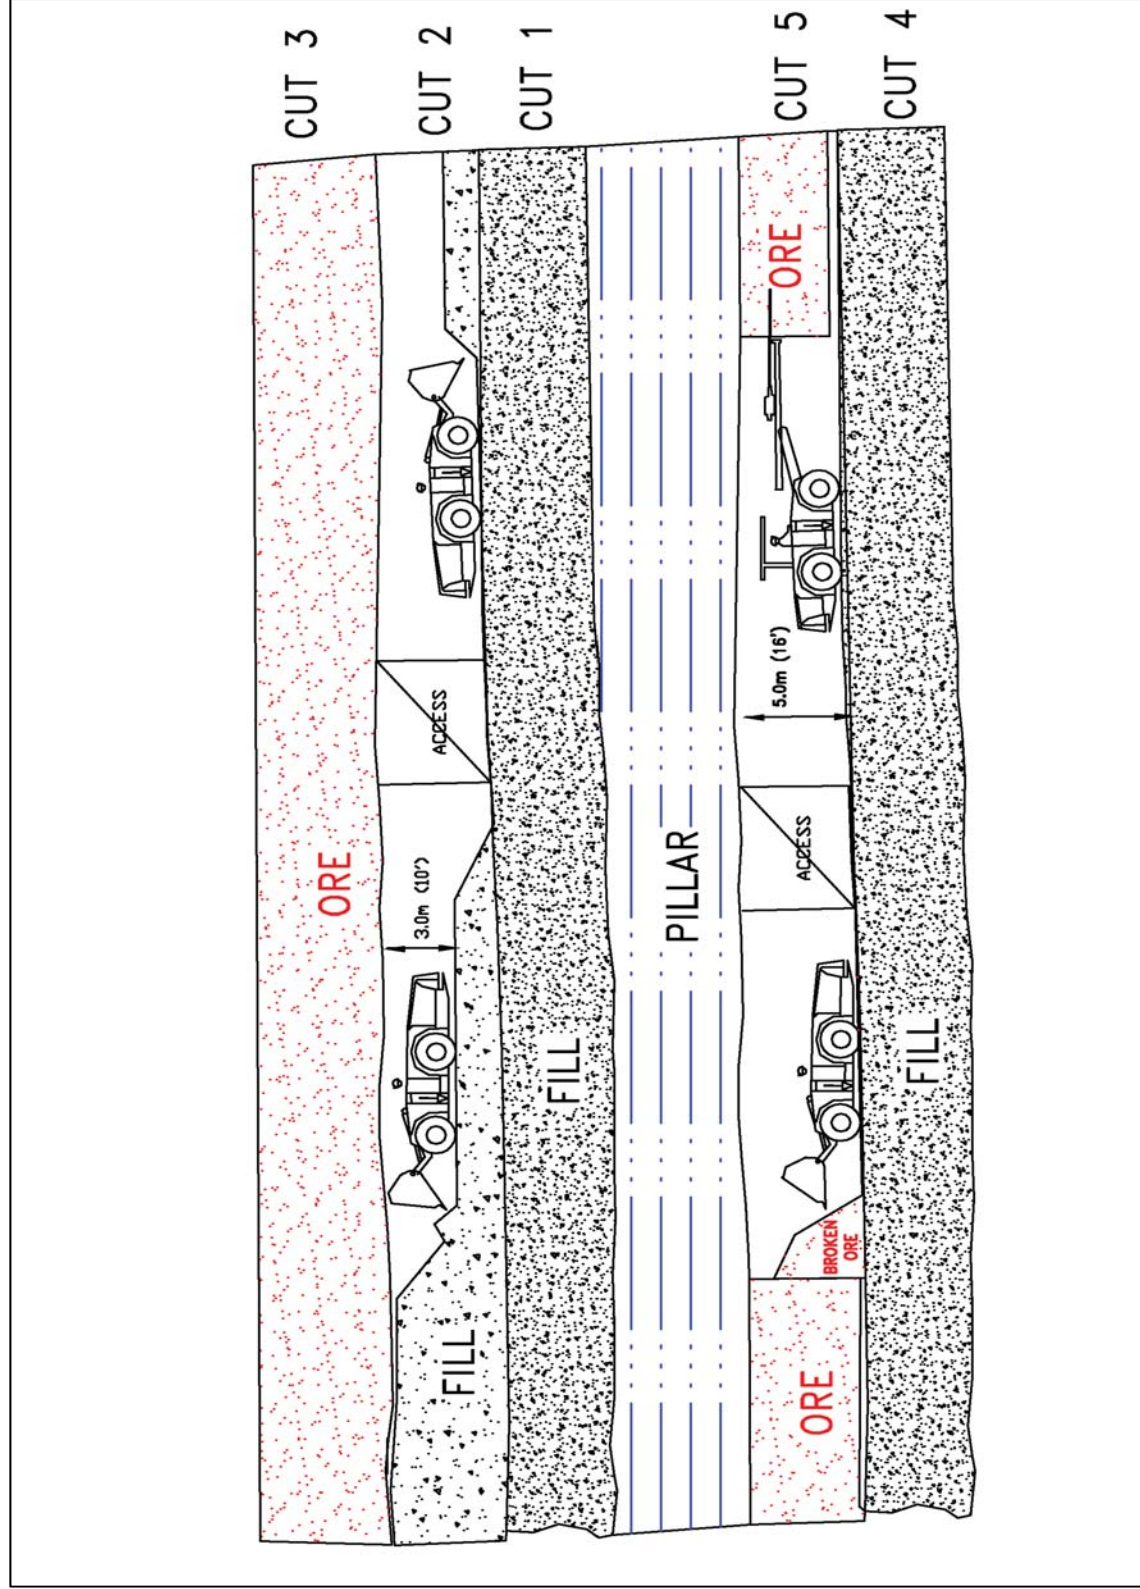 CUT 3
CUT 2
CUT 1
CUT 5
CUT 4
ORE
ACCESS
3.0m (10')
FILL
FILL
PILLAR
ORE
5.0m (16')
ACCESS
BROKEN
ORE
ORE
FILL